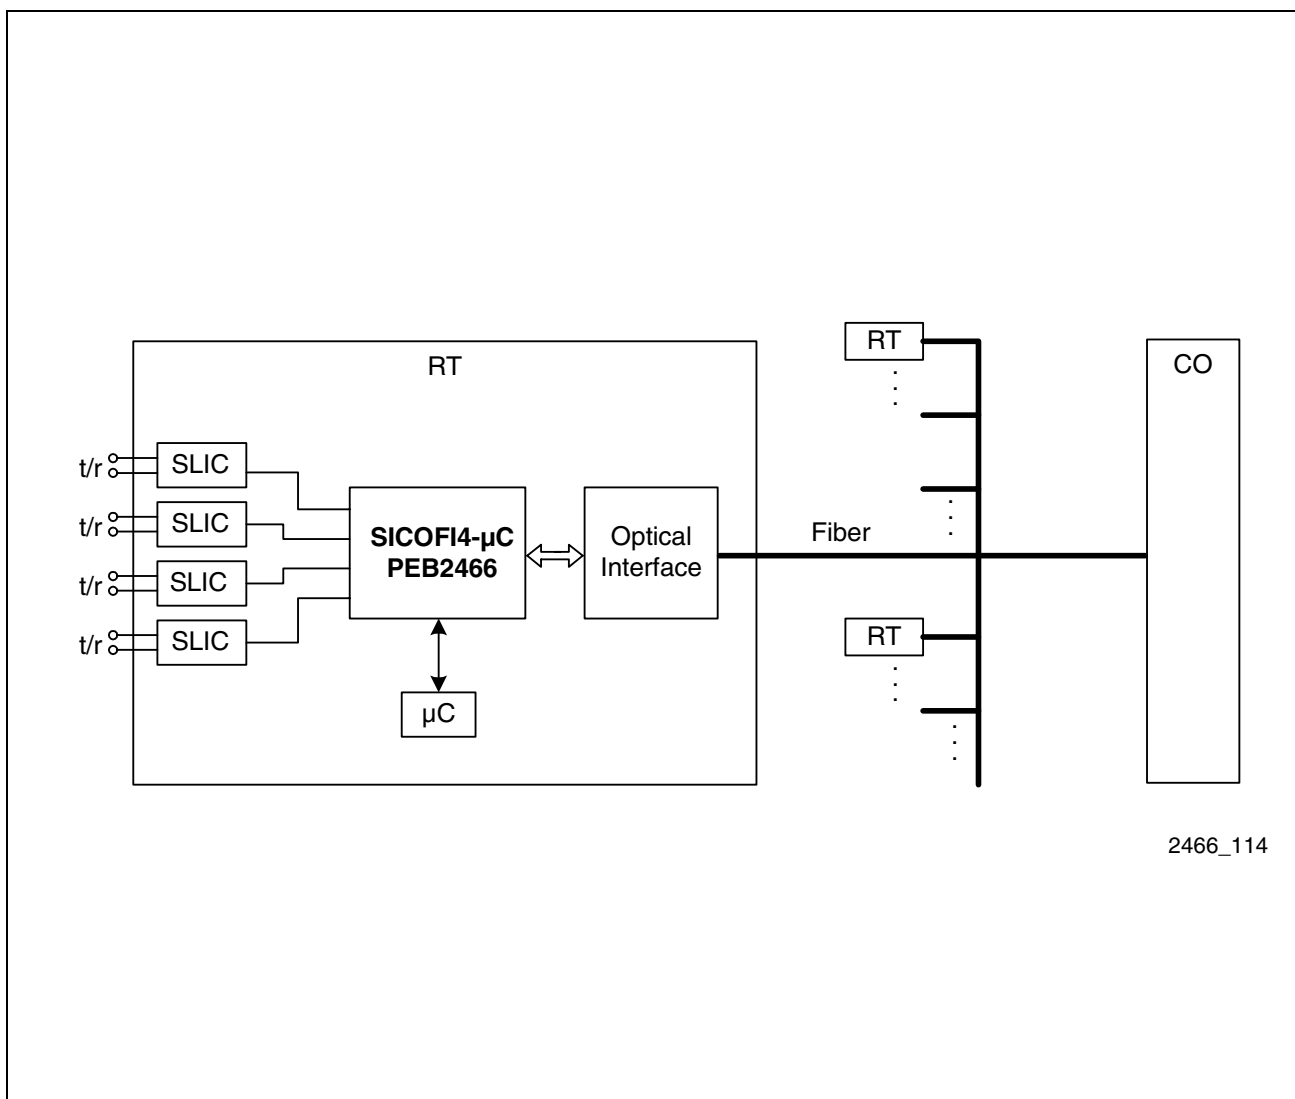 RT
RT
CO
t/r
SLIC
t/r
SLIC
t/r
SLIC
t/r
SLIC
SICOFI4-µC
PEB2466
Optical
Interface
Fiber
RT
µC
2466_114